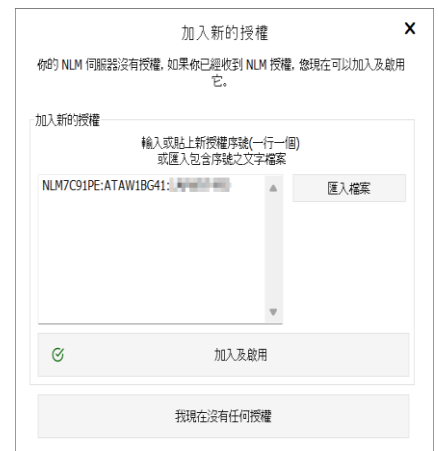 加入新的授權
你的 NLM 伺服器沒有授權, 如果你已經收到 NLM 授權, 您現在可以加入及啟用
它。
加入新的授權
輸入或貼上新授權序號(一行一個)
或匯入包含序號之文字檔案
NLM7C91PE:ATAW1BG41:
匯入檔案
加入及啟用
我現在沒有任何授權